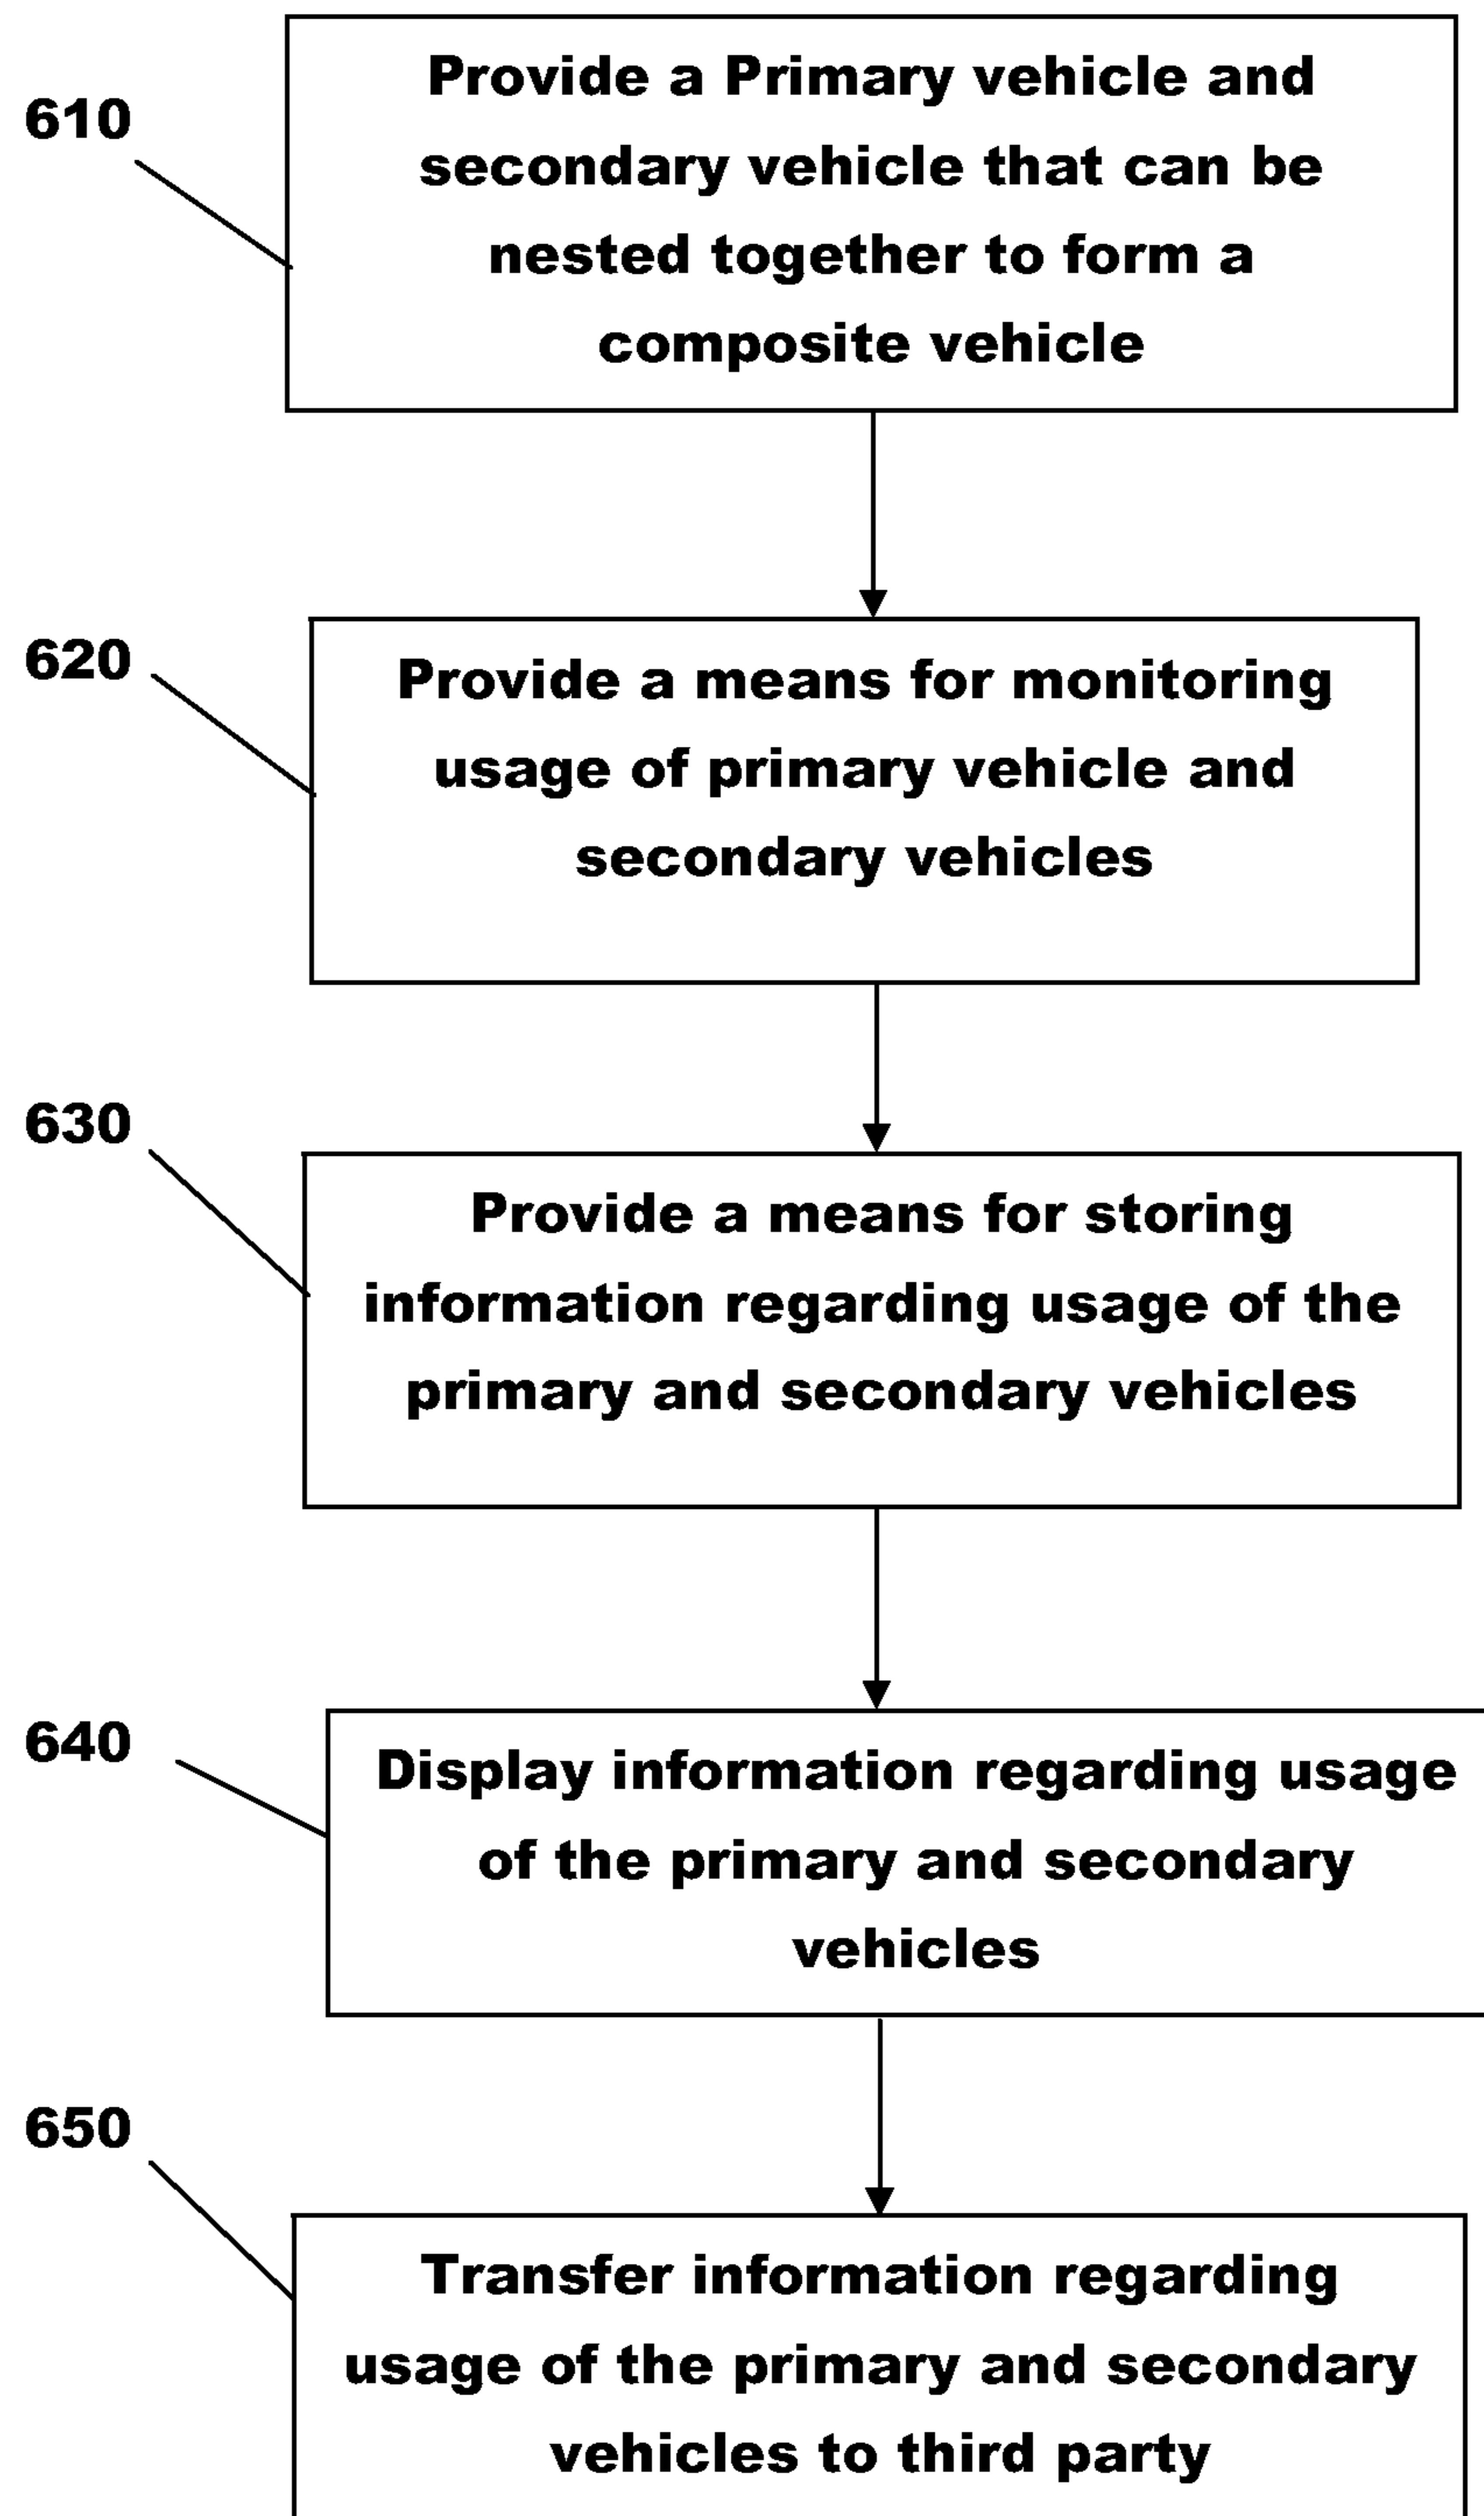 610
Provide a Primary vehicle and
secondary vehicle that can be
nested together to form a
composite vehicle
620
Provide a means for monitoring
usage of primary vehicle and
secondary vehicles
630
Provide a means for storing
information regarding usage of the
primary and secondary vehicles
640
Display information regarding usage
of the primary and secondary
vehicles
650
Transfer information regarding
usage of the primary and secondary
vehicles to third party